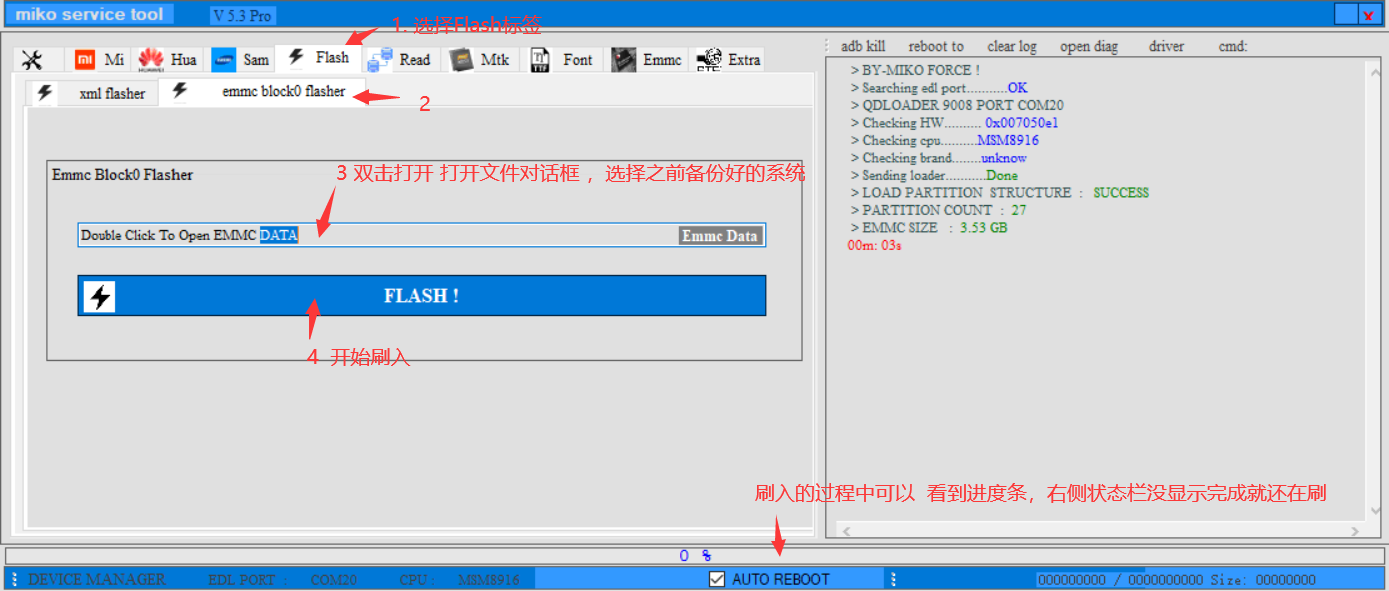 miko service tool V 5.3 Pro x
1. 选择Flash标签
Mi Hua Sam Flash Read Mtk Font Emmc Extra
adb kill reboot to clear log open diag driver cmd:
xml flasher emmc block0 flasher 2
> BY-MIKO FORCE !
> Searching edl port...........OK
> QDLOADER 9008 PORT COM20
> Checking HW.......... 0x007050e1
> Checking cpu..........MSM8916
> Checking brand........unknow
> Sending loader...........Done
> LOAD PARTITION STRUCTURE : SUCCESS
> PARTITION COUNT : 27
> EMMC SIZE : 3.53 GB
00m: 03s
Emmc Block0 Flasher
3 双击打开 打开文件对话框 ，选择之前备份好的系统
Double Click To Open EMMC DATA Emmc Data
FLASH !
4 开始刷入
刷入的过程中可以 看到进度条，右侧状态栏没显示完成就还在刷
0 %
DEVICE MANAGER EDL PORT : COM20 CPU : MSM8916 AUTO REBOOT 000000000 / 0000000000 Size: 00000000